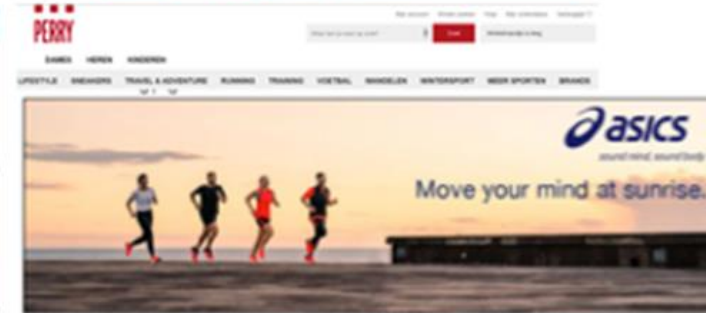 PERRY
Zoek
DAMES HEREN KINDEREN
LIFESTYLE SNEAKERS TRAVEL & ADVENTURE RUNNING TRAINING VOETBAL WANDELEN WINTERSPORT MEER SPORTEN BRANDS
asics
sound mind, sound body
Move your mind at sunrise.